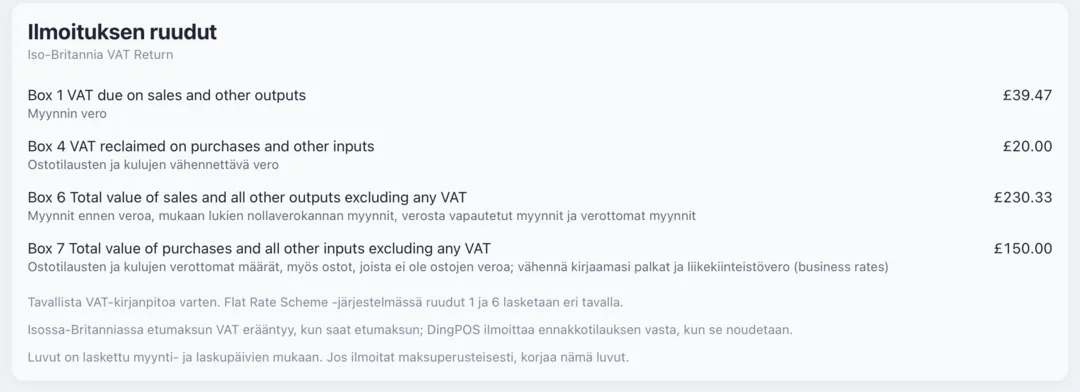 Ilmoituksen ruudut
Iso-Britannia VAT Return
Box 1 VAT due on sales and other outputs
£39.47
Myynnin vero
Box 4 VAT reclaimed on purchases and other inputs
£20.00
Ostotilausten ja kulujen vähennettävä vero
Box 6 Total value of sales and all other outputs excluding any VAT
£230.33
Myynnit ennen veroa, mukaan lukien nollaverokannan myynnit, verosta vapautetut myynnit ja verottomat myynnit
Box 7 Total value of purchases and all other inputs excluding any VAT
£150.00
Ostotilausten ja kulujen verottomat määrät, myös ostot, joista ei ole ostojen veroa; vähennä kirjaamasi palkat ja liikekiinteistövero (business rates)
Tavallista VAT-kirjanpitoa varten. Flat Rate Scheme -järjestelmässä ruudut 1 ja 6 lasketaan eri tavalla.
Isossa-Britanniassa etumaksun VAT erääntyy, kun saat etumaksun; DingPOS ilmoittaa ennakkotilauksen vasta, kun se noudetaan.
Luvut on laskettu myynti- ja laskupäivien mukaan. Jos ilmoitat maksuperusteisesti, korjaa nämä luvut.